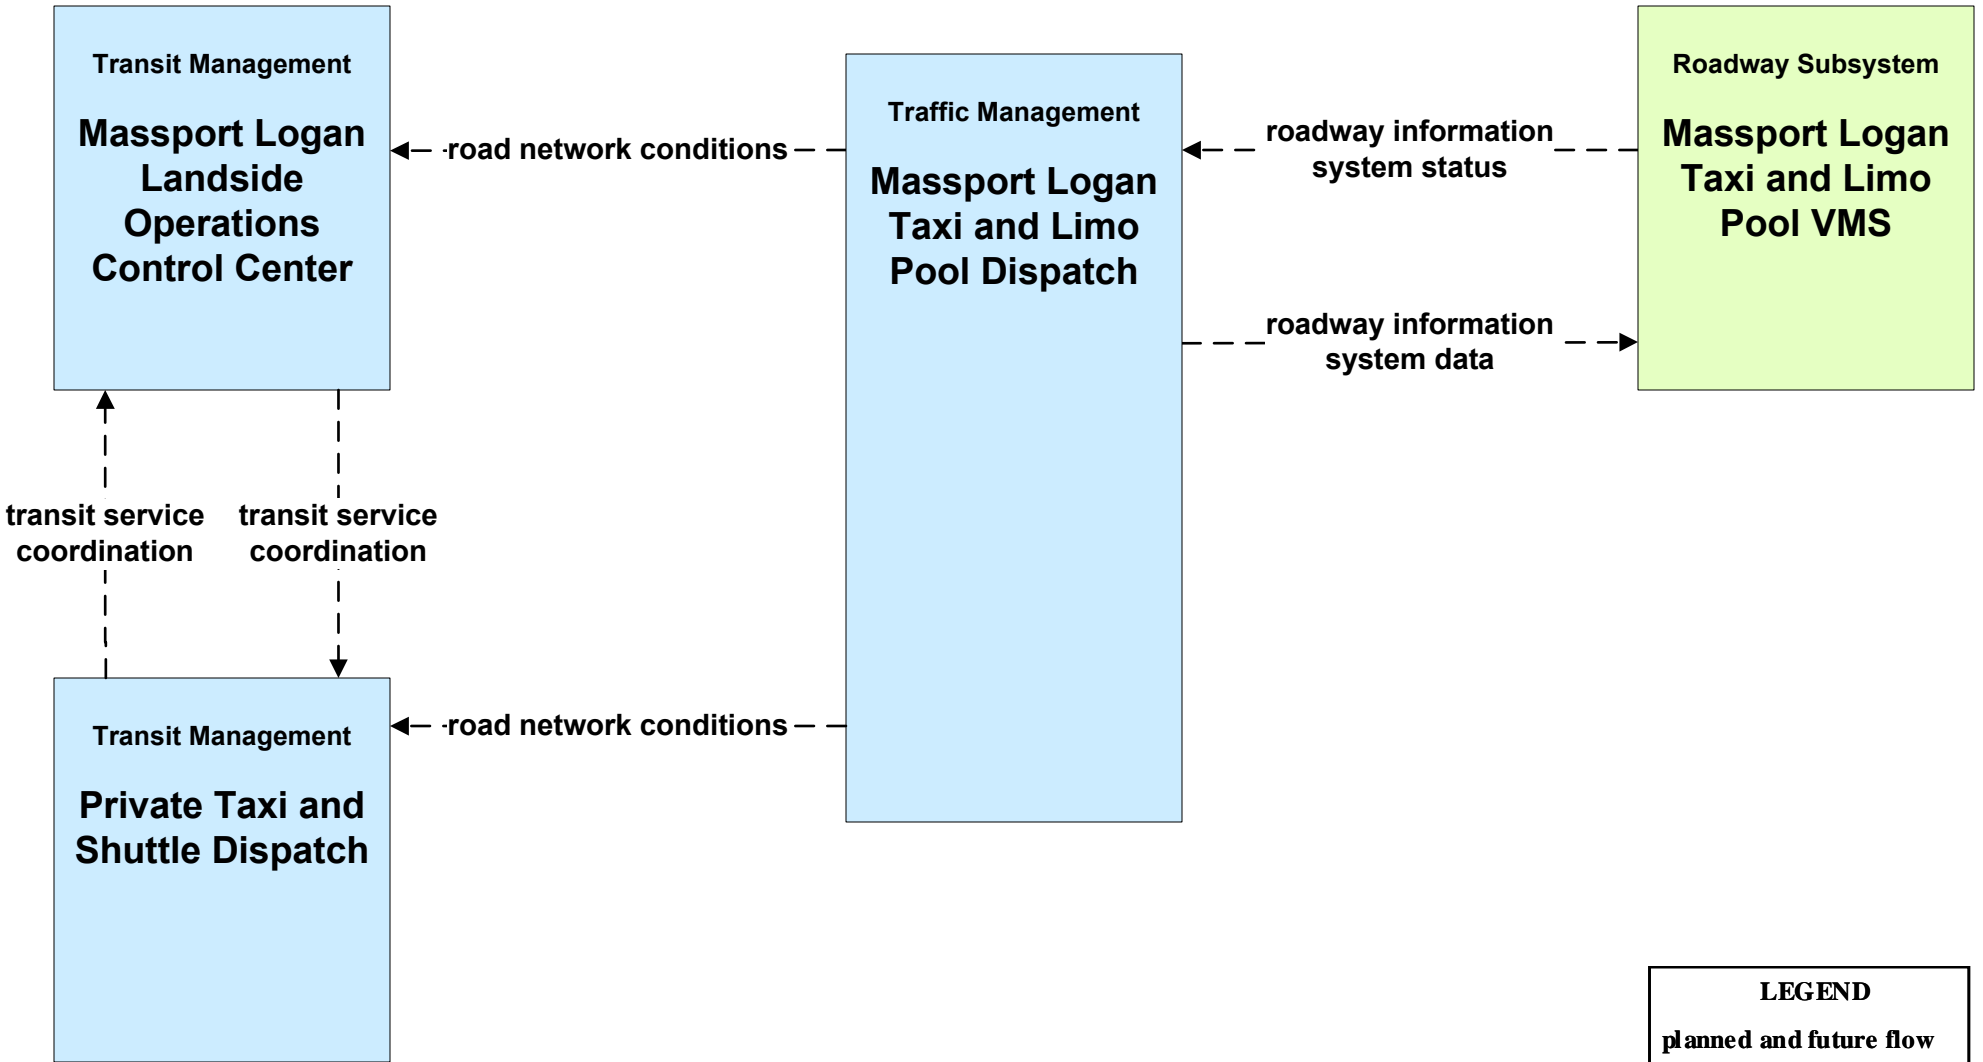 Transit Management
Massport Logan
Landside
Operations
Control Center
road network conditions
Traffic Management
Massport Logan
Taxi and Limo
Pool Dispatch
roadway information
system status
Roadway Subsystem
Massport Logan
Taxi and Limo
Pool VMS
roadway information
system data
transit service
coordination
transit service
coordination
Transit Management
Private Taxi and
Shuttle Dispatch
road network conditions
LEGEND
planned and future flow